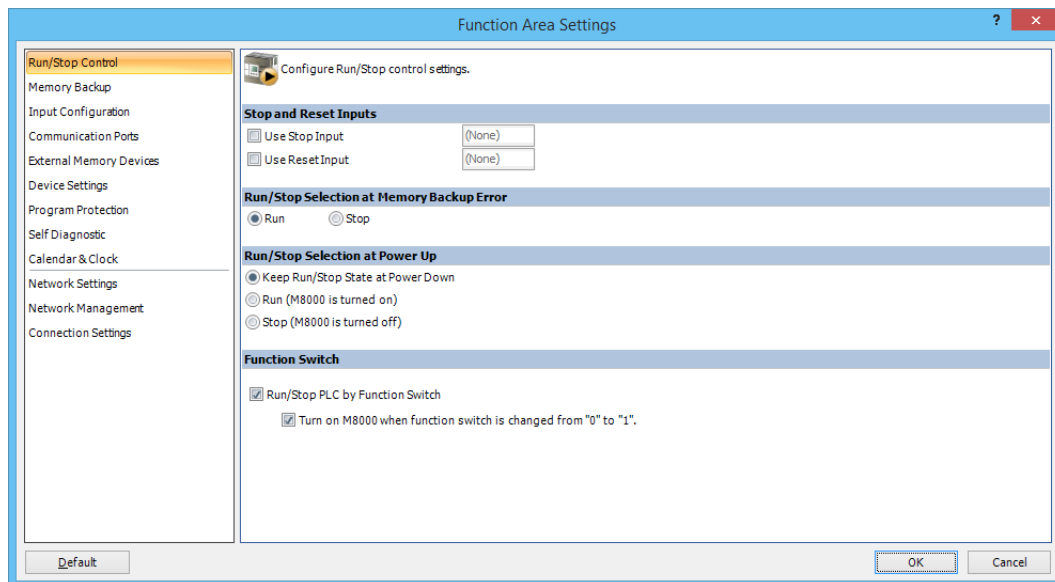 Function Area Settings
?
Run/Stop Control
Memory Backup
Input Configuration
Communication Ports
External Memory Devices
Device Settings
Program Protection
Self Diagnostic
Calendar & Clock
Network Settings
Network Management
Connection Settings
Configure Run/Stop control settings.
Stop and Reset Inputs
Use Stop Input (None)
Use Reset Input (None)
Run/Stop Selection at Memory Backup Error
Run Stop
Run/Stop Selection at Power Up
Keep Run/Stop State at Power Down
Run (M8000 is turned on)
Stop (M8000 is turned off)
Function Switch
Run/Stop PLC by Function Switch
Turn on M8000 when function switch is changed from "0" to "1".
Default OK Cancel